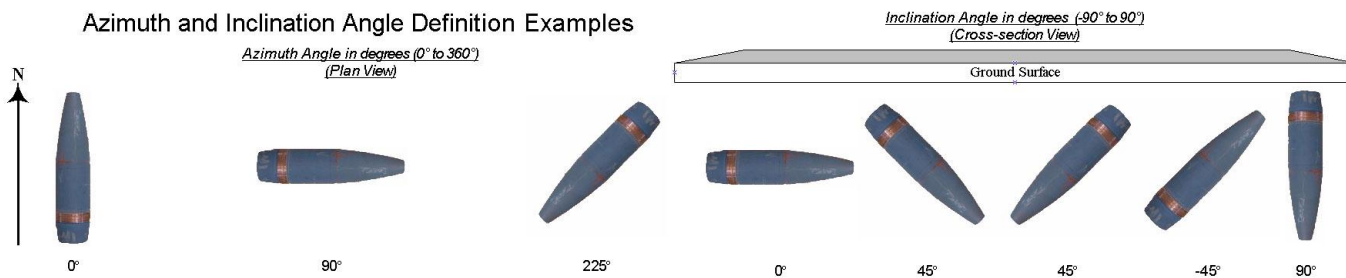 Azimuth and Inclination Angle Definition Examples
Azimuth Angle in degrees (0° to 360°)
(Plan View)
Inclination Angle in degrees (-90° to 90°)
(Cross-section View)
Ground Surface
N
0°
90°
225°
0°
45°
45°
-45°
90°